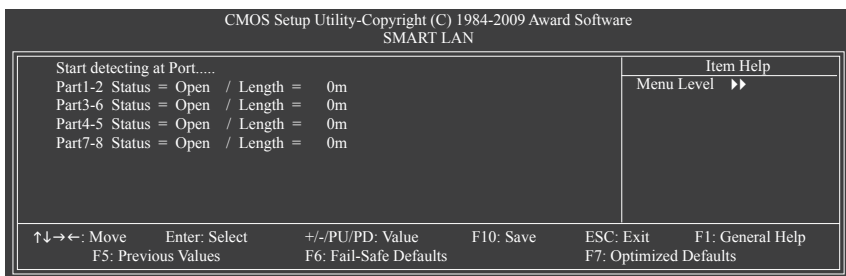 CMOS Setup Utility-Copyright (C) 1984-2009 Award Software
SMART LAN
Start detecting at Port.....
Part1-2 Status = Open / Length = 0m
Part3-6 Status = Open / Length = 0m
Part4-5 Status = Open / Length = 0m
Part7-8 Status = Open / Length = 0m
Item Help
Menu Level ▶▶
↑↓→←: Move Enter: Select +/-/PU/PD: Value F10: Save ESC: Exit F1: General Help
F5: Previous Values F6: Fail-Safe Defaults F7: Optimized Defaults